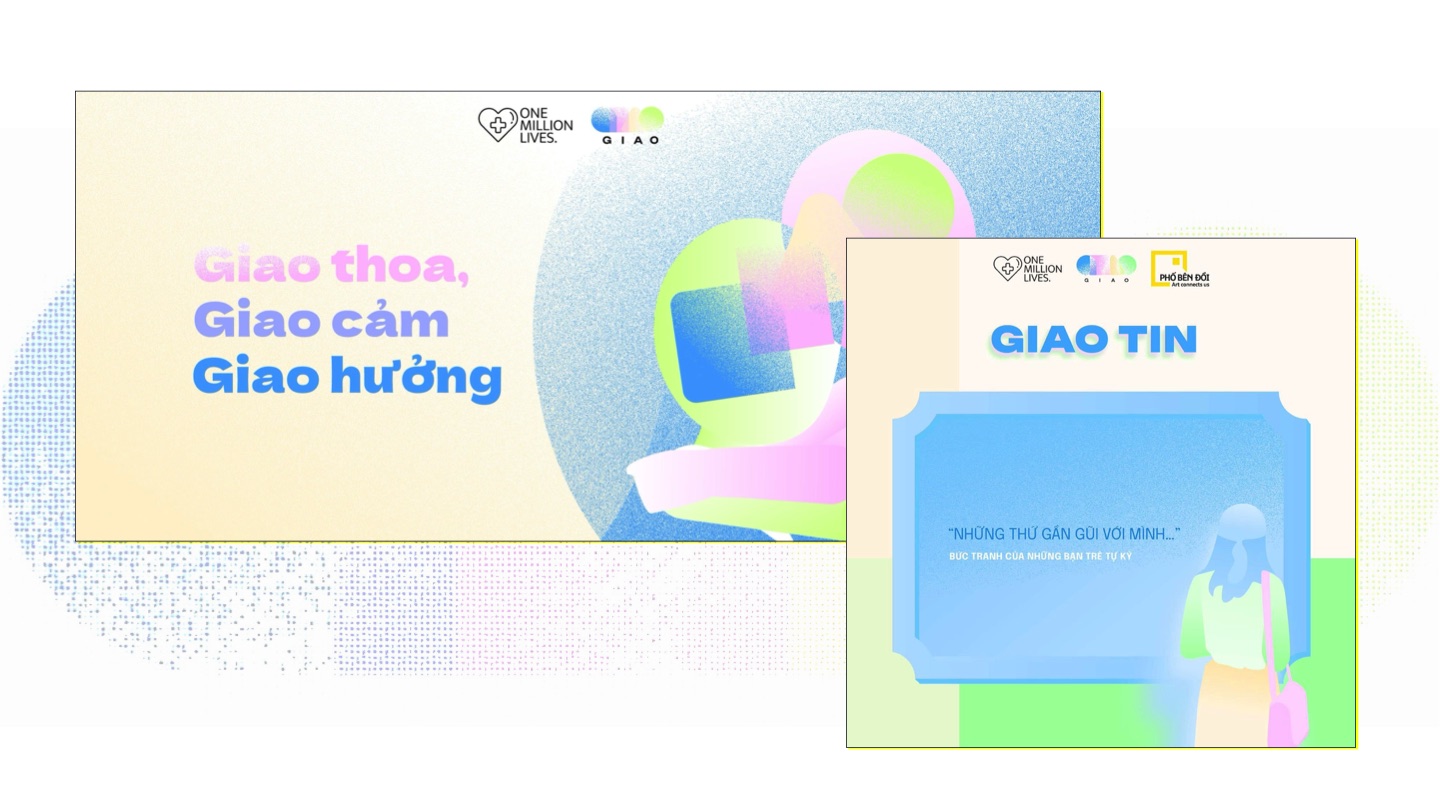 ONE
MILLION
LIVES.
GIAO
Giao thoa,
Giao cảm
Giao hưởng
ONE
MILLION
LIVES.
GIAO
PHỐ BÊN ĐỒI
Art connects us
GIAO TIN
“NHỮNG THỨ GẦN GŨI VỚI MÌNH...”
BỨC TRANH CỦA NHỮNG BẠN TRẺ TỰ KỶ